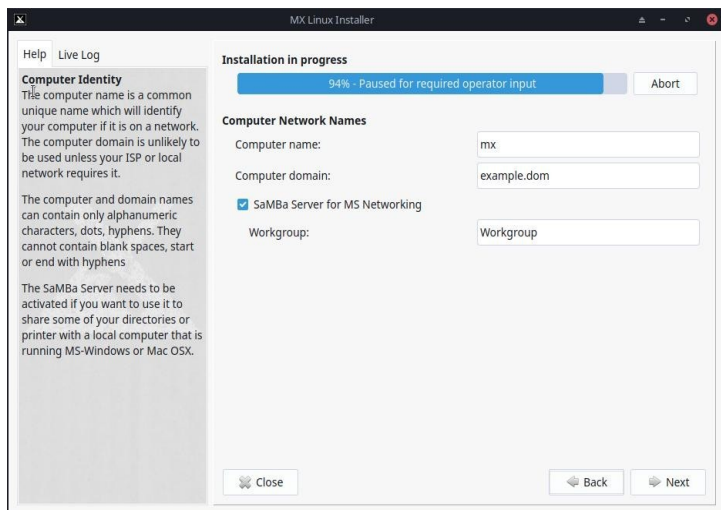 MX Linux Installer
Help
Live Log
Computer Identity
The computer name is a common
unique name which will identify
your computer if it is on a network.
The computer domain is unlikely to
be used unless your ISP or local
network requires it.
The computer and domain names
can contain only alphanumeric
characters, dots, hyphens. They
cannot contain blank spaces, start
or end with hyphens
The SaMBa Server needs to be
activated if you want to use it to
share some of your directories or
printer with a local computer that is
running MS-Windows or Mac OSX.
Installation in progress
94% - Paused for required operator input
Abort
Computer Network Names
Computer name:
mx
Computer domain:
example.dom
SaMBa Server for MS Networking
Workgroup:
Workgroup
Close
Back
Next